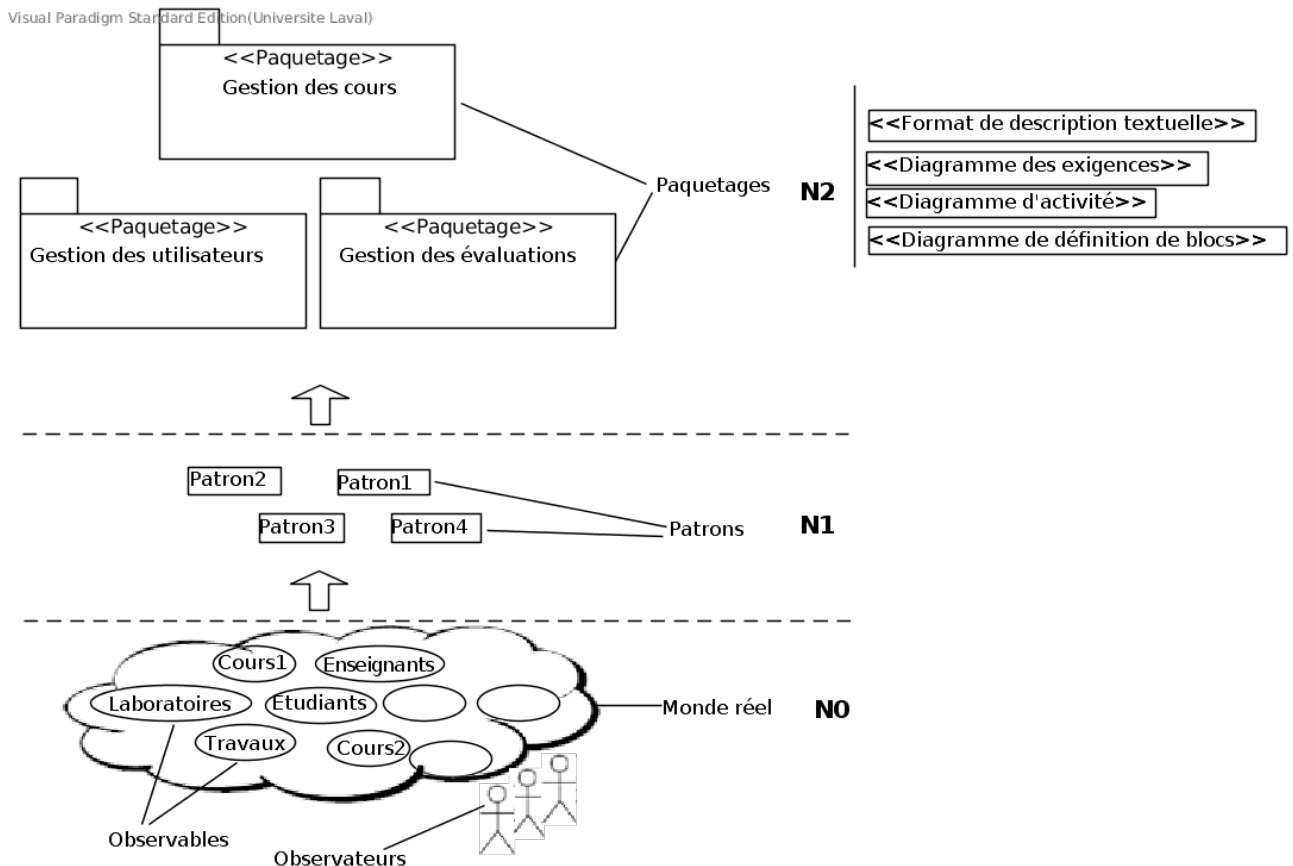 Visual Paradigm Standard Edition(Universite Laval)
<<Paquetage>>
Gestion des cours
<<Paquetage>>
Gestion des utilisateurs
<<Paquetage>>
Gestion des évaluations
Paquetages
N2
<<Format de description textuelle>>
<<Diagramme des exigences>>
<<Diagramme d'activité>>
<<Diagramme de définition de blocs>>
Patron2
Patron1
Patron3
Patron4
Patrons
N1
Cours1
Enseignants
Laboratoires
Etudiants
Travaux
Cours2
Monde réel
N0
Observables
Observateurs